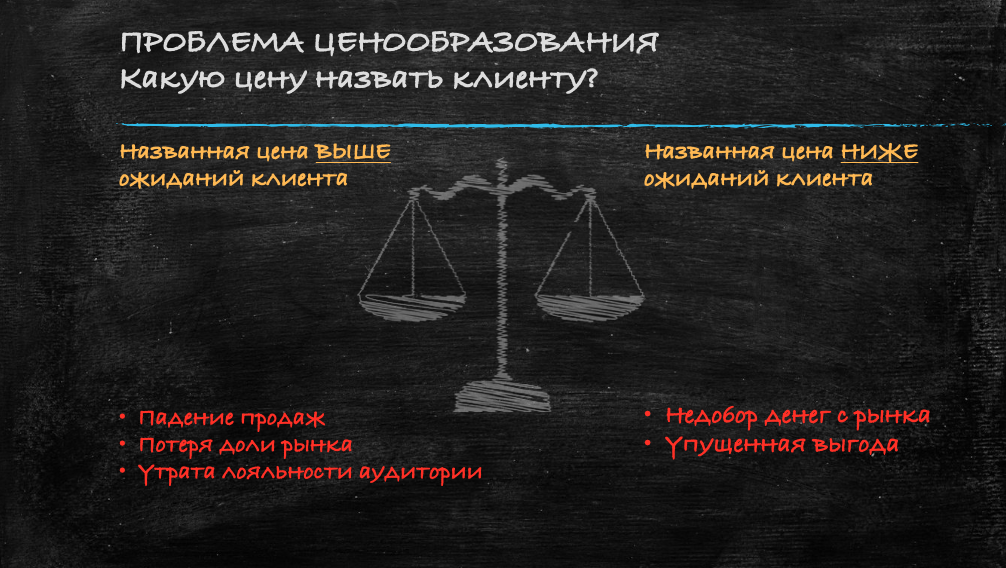 ПРОБЛЕМА ЦЕНООБРАЗОВАНИЯ
Какую цену назвать клиенту?
Названная цена ВЫШЕ
ожиданий клиента
Названная цена НИЖЕ
ожиданий клиента
• Падение продаж
• Потеря доли рынка
• Утрата лояльности аудитории
• Недобор денег с рынка
• Упущенная выгода